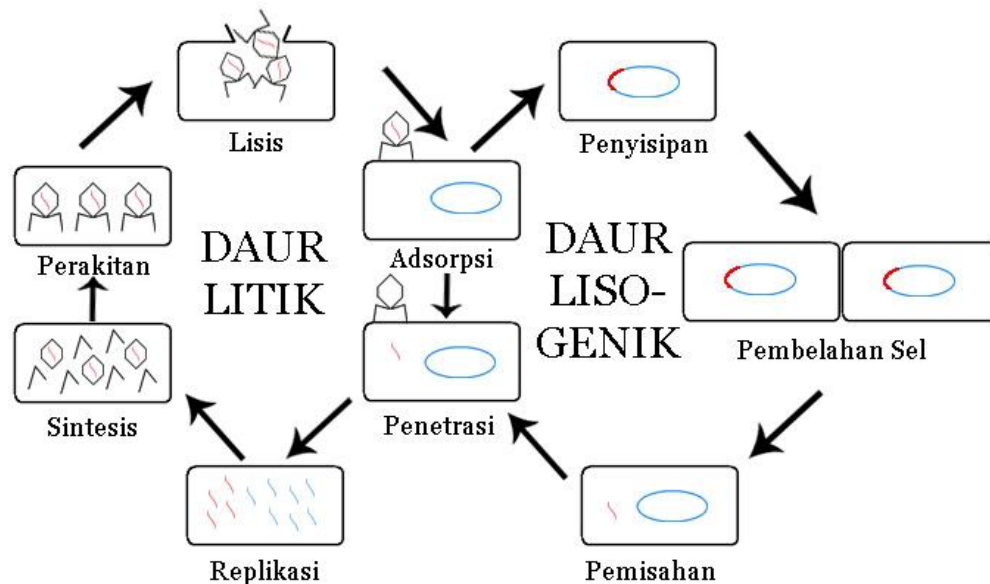 Lisis
Penyisipan
Perakitan
DAUR
LITIK
Adsorpsi
DAUR
LISO-
GENIK
Pembelahan Sel
Sintesis
Penetrasi
Replikasi
Pemisahan